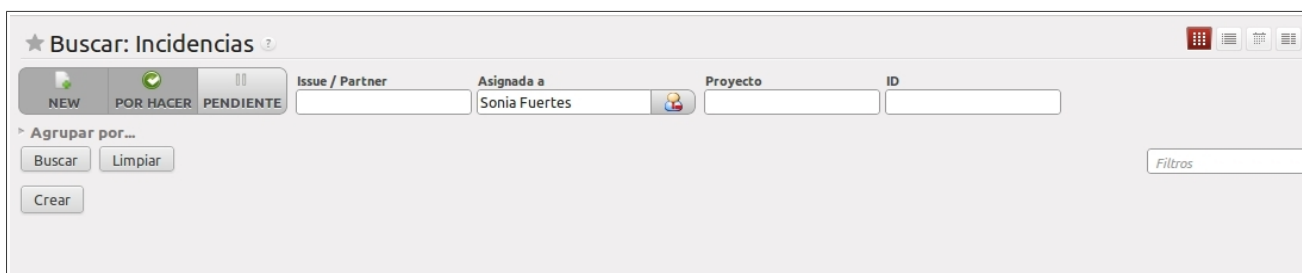 Buscar: Incidencias ?
NEW POR HACER PENDIENTE
Issue / Partner Asignada a Proyecto ID
Sonia Fuertes
Agrupar por...
Buscar Limpiar Filtros
Crear